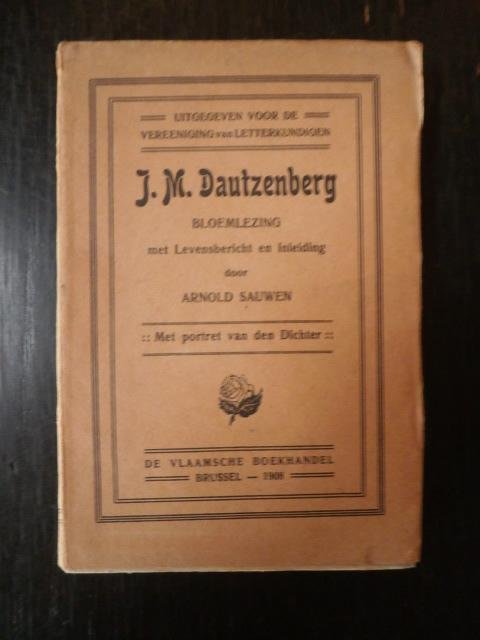 UITGEGEVEN VOOR DE
VEREENIGING van LETTERKUNDIGEN
J. M. Dautzenberg
BLOEMLEZING
met Levensbericht en Inleiding
door
ARNOLD SAUWEN
:: Met portret van den Dichter ::
DE VLAAMSCHE BOEKHANDEL
BRUSSEL —